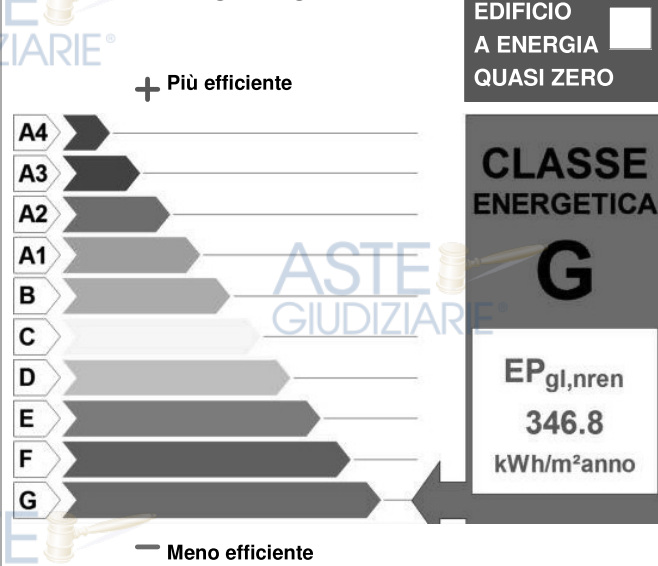 EDIFICIO
A ENERGIA
QUASI ZERO
ZIARIE®
Più efficiente
A4
A3
A2
A1
B
C
D
E
F
G
CLASSE
ENERGETICA
G
ASTE
GIUDIZIARIE®
EPgl,nren
346.8
kWh/m²anno
E
Meno efficiente